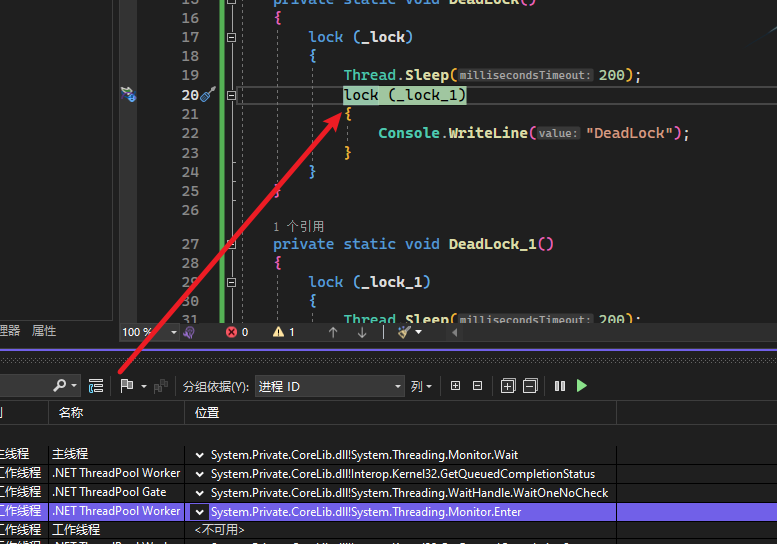 15 private static void DeadLock()
16 {
17 lock (_lock)
18 {
19 Thread.Sleep(millisecondsTimeout: 200);
20 lock (_lock_1)
21 {
22 Console.WriteLine(value: "DeadLock");
23 }
24 }
25 }
26
1 个引用
27 private static void DeadLock_1()
28 {
29 lock (_lock_1)
30 {
31 Thread.Sleep(millisecondsTimeout: 200);
理器 属性
100 % 0 1
分组依据(Y): 进程 ID 列
别 名称 位置
主线程 主线程 System.Private.CoreLib.dll!System.Threading.Monitor.Wait
工作线程 .NET ThreadPool Worker System.Private.CoreLib.dll!Interop.Kernel32.GetQueuedCompletionStatus
工作线程 .NET ThreadPool Gate System.Private.CoreLib.dll!System.Threading.WaitHandle.WaitOneNoCheck
工作线程 .NET ThreadPool Worker System.Private.CoreLib.dll!System.Threading.Monitor.Enter
工作线程 工作线程 <不可用>